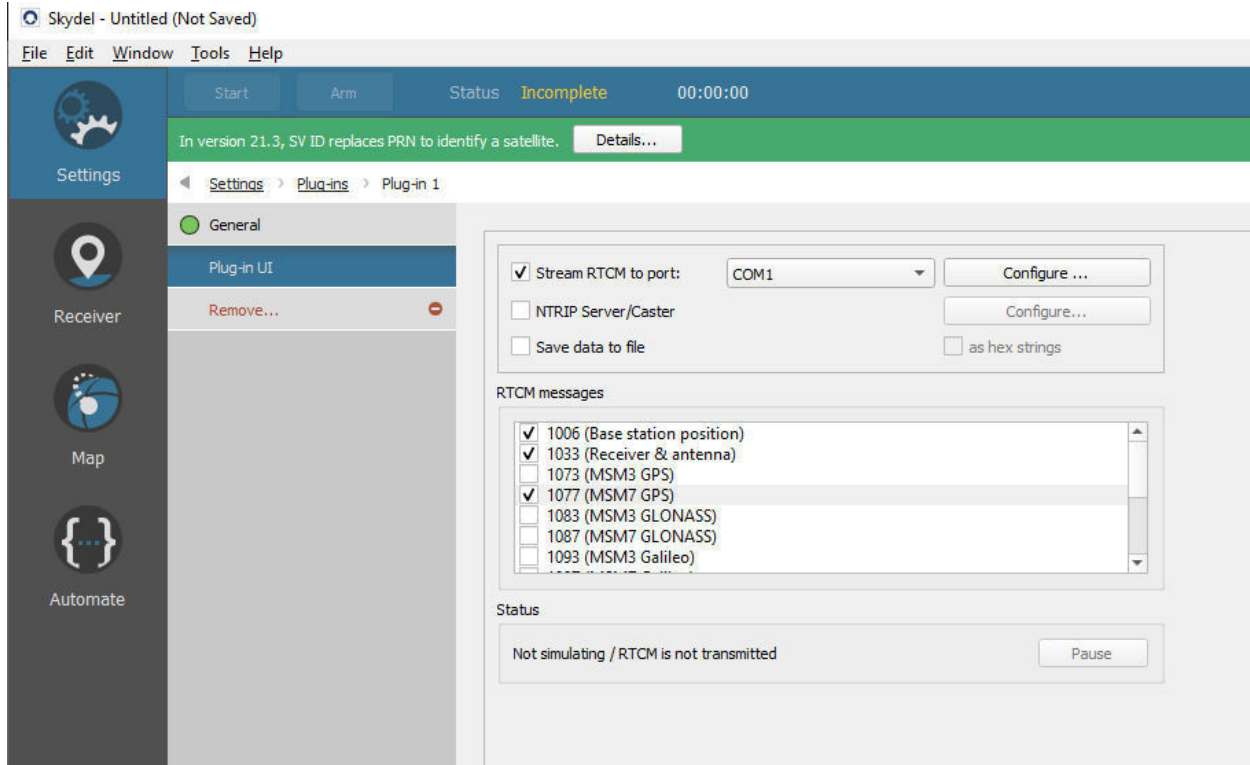 Skydel - Untitled (Not Saved)
File Edit Window Tools Help
Start Arm Status Incomplete 00:00:00
In version 21.3, SV ID replaces PRN to identify a satellite. Details...
Settings
Settings Plug-ins Plug-in 1
General
Plug-in UI
Remove...
Receiver
Map
Automate
Stream RTCM to port: COM1 Configure ...
NTRIP Server/Caster Configure...
Save data to file as hex strings
RTCM messages
1006 (Base station position)
1033 (Receiver & antenna)
1073 (MSM3 GPS)
1077 (MSM7 GPS)
1083 (MSM3 GLONASS)
1087 (MSM7 GLONASS)
1093 (MSM3 Galileo)
Status
Not simulating / RTCM is not transmitted Pause